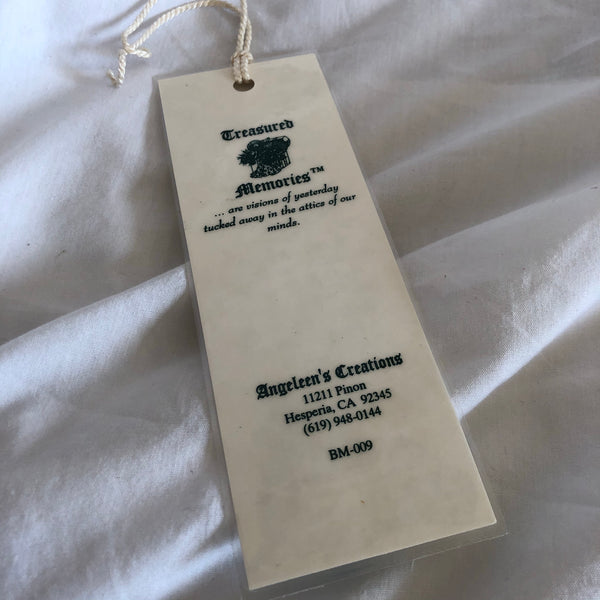 Treasured
Memories™
... are visions of yesterday
tucked away in the attics of our
minds.
Angeleen's Creations
11211 Pinon
Hesperia, CA 92345
(619) 948-0144
BM-009